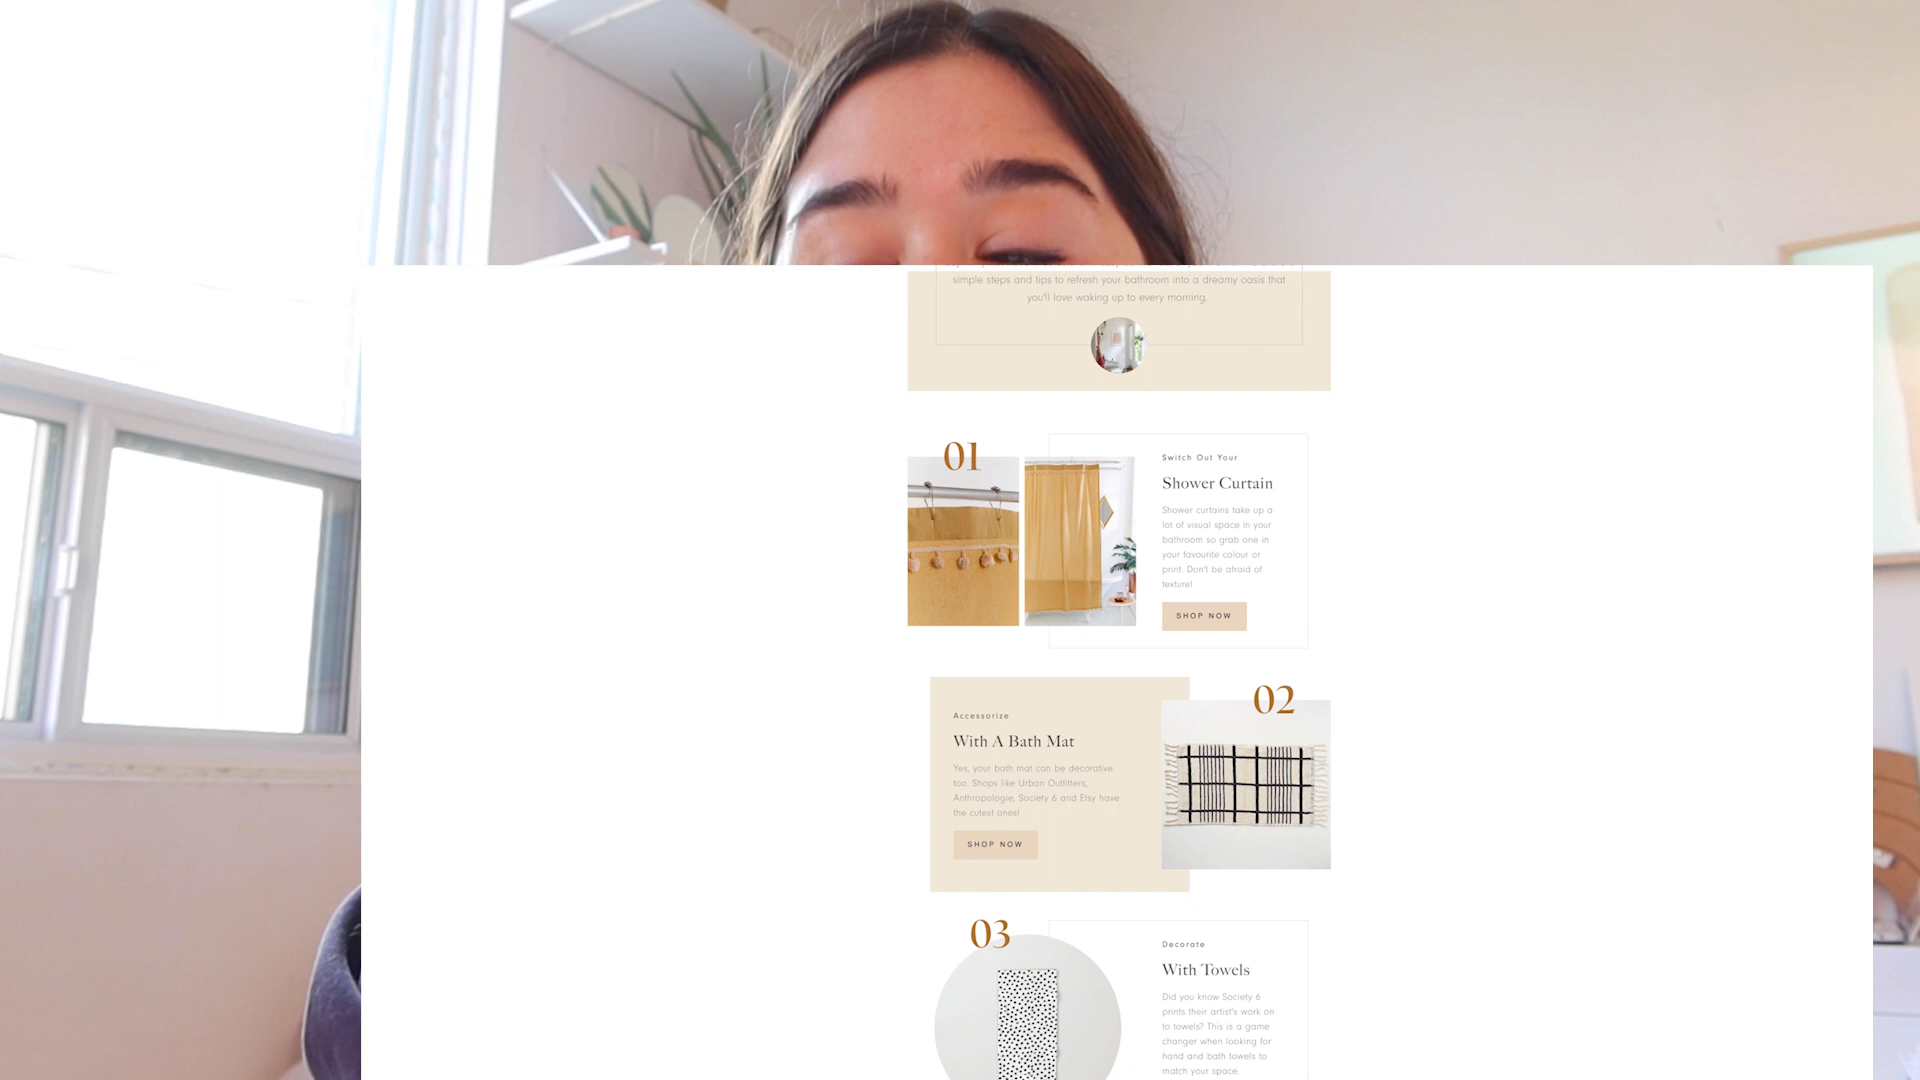 simple steps and tips to refresh your bathroom into a dreamy oasis that
you'll love waking up to every morning.
01
Switch Out Your
Shower Curtain
Shower curtains take up a
lot of visual space in your
bathroom so grab one in
your favourite colour or
print. Don't be afraid of
texture!
SHOP NOW
02
Accessorize
With A Bath Mat
Yes, your bath mat can be decorative
too. Shops like Urban Outfitters,
Anthropologie, Society 6 and Etsy have
the cutest ones!
SHOP NOW
03
Decorate
With Towels
Did you know Society 6
prints their artist's work on
to towels? This is a game
changer when looking for
hand and bath towels to
match your space.